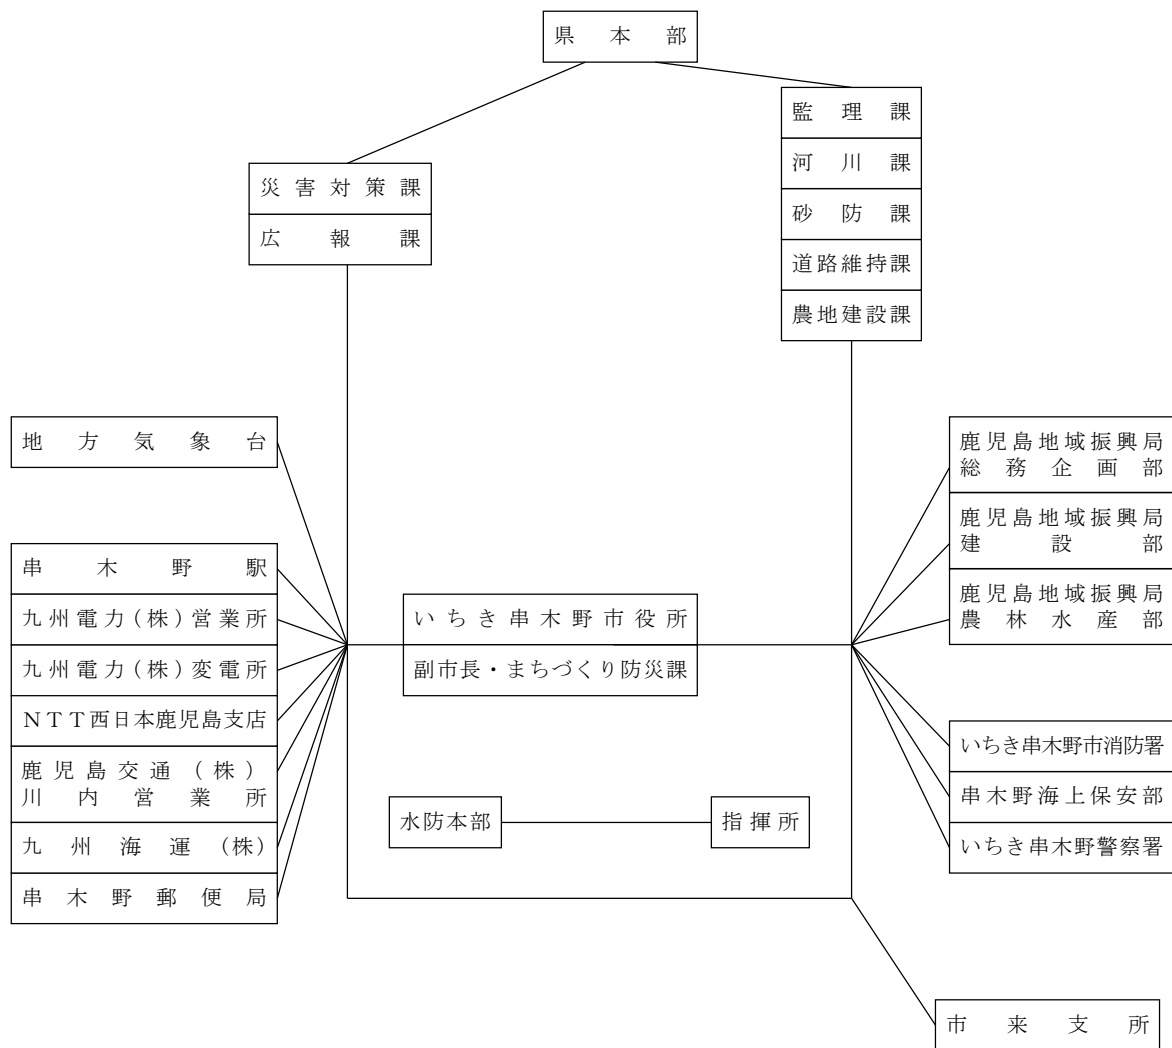 県本部
監理課
河川課
砂防課
道路維持課
農地建設課
災害対策課
広報課
地方気象台
串木野駅
九州電力(株)営業所
九州電力(株)変電所
NTT西日本鹿児島支店
鹿児島交通(株)
川内営業所
九州海運(株)
串木野郵便局
いちき串木野市役所
副市長・まちづくり防災課
水防本部
指揮所
鹿児島地域振興局
総務企画部
鹿児島地域振興局
建設部
鹿児島地域振興局
農林水産部
いちき串木野市消防署
串木野海上保安部
いちき串木野警察署
市来支所